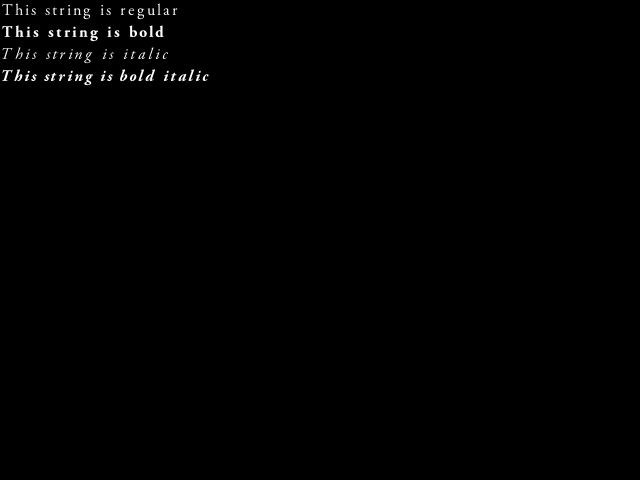 This string is regular
This string is bold
This string is italic
This string is bold italic